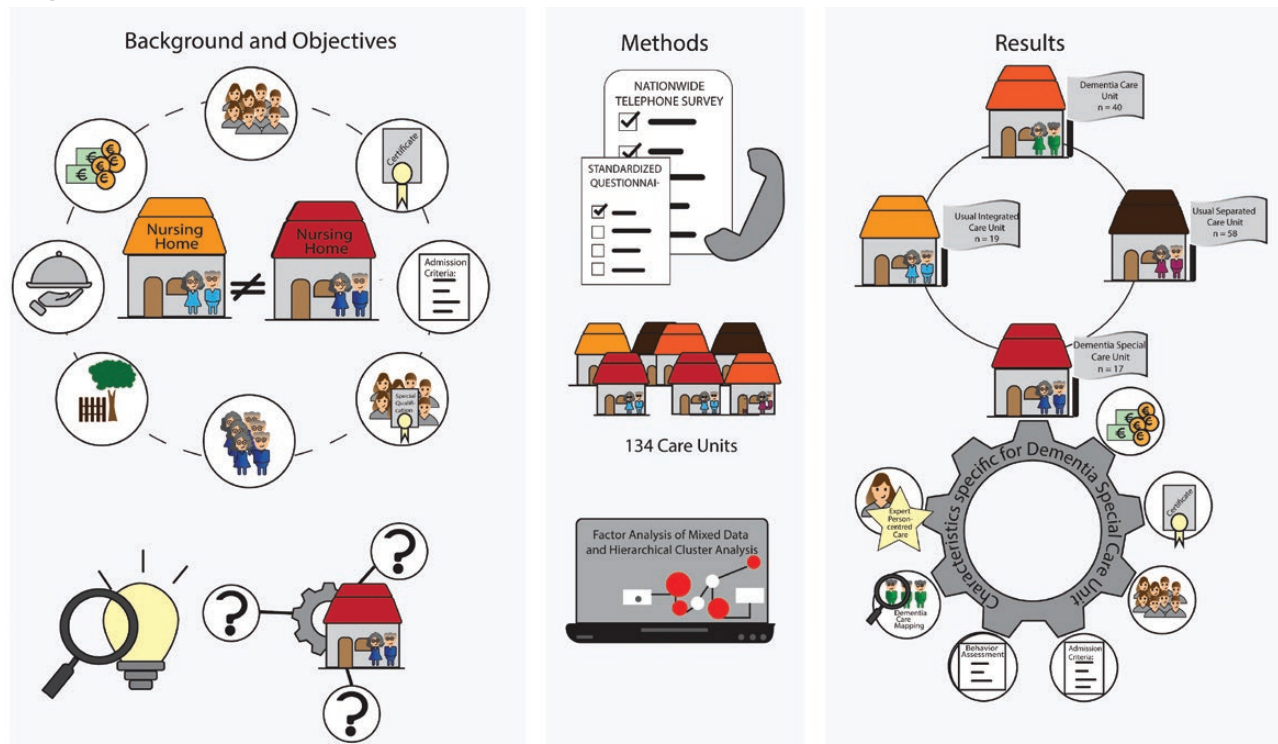 Background and Objectives
Certificate
Nursing
Home
≠
Nursing
Home
Admission
Criteria:
Special
Qualifi-
cation
€
€
€
€
€
?
?
?
Methods
NATIONWIDE
TELEPHONE SURVEY
STANDARDIZED
QUESTIONNAI-
134 Care Units
Factor Analysis of Mixed Data
and Hierarchical Cluster Analysis
Results
Dementia Care
Unit
n = 40
Usual Integrated
Care Unit
n = 19
Usual Separated
Care Unit
n = 58
Dementia Special
Care Unit
n = 17
Characteristics specific for Dementia Special Care Unit
€
€
€
€
€
Certificate
Expert
Person-
centred
Care
Dementia
Care
Mapping
Behavior
Assessment
Admission
Criteria: